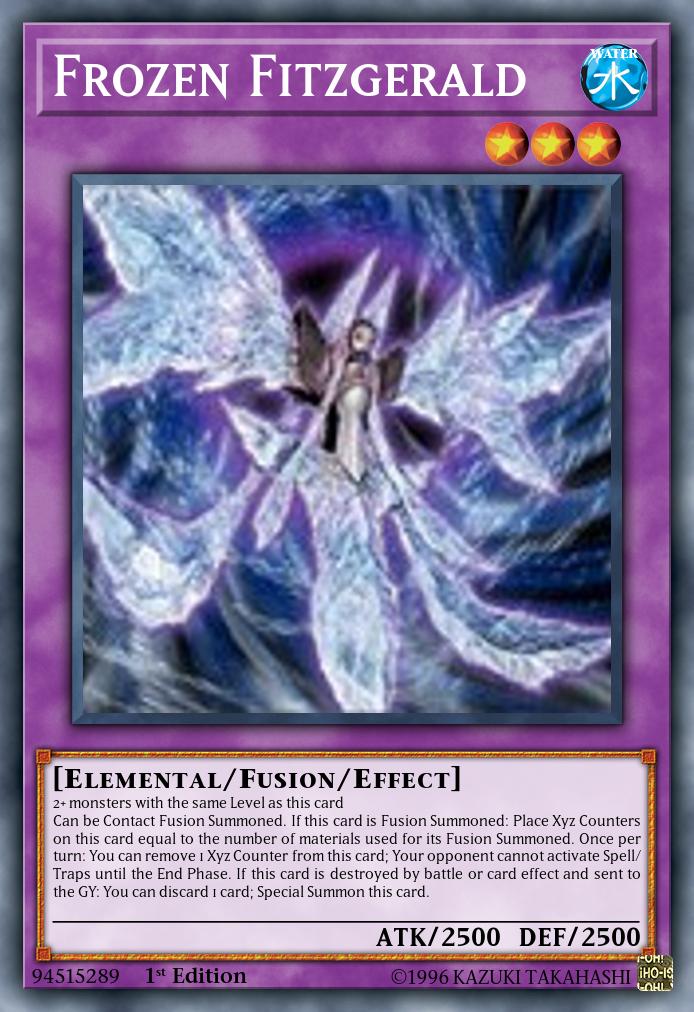 Frozen Fitzgerald
WATER
水
[Elemental/Fusion/Effect]
2+ monsters with the same Level as this card
Can be Contact Fusion Summoned. If this card is Fusion Summoned: Place Xyz Counters
on this card equal to the number of materials used for its Fusion Summoned. Once per
turn: You can remove 1 Xyz Counter from this card; Your opponent cannot activate Spell/
Traps until the End Phase. If this card is destroyed by battle or card effect and sent to
the GY: You can discard 1 card; Special Summon this card.
ATK/2500 DEF/2500
94515289 1st Edition ©1996 KAZUKI TAKAHASHI